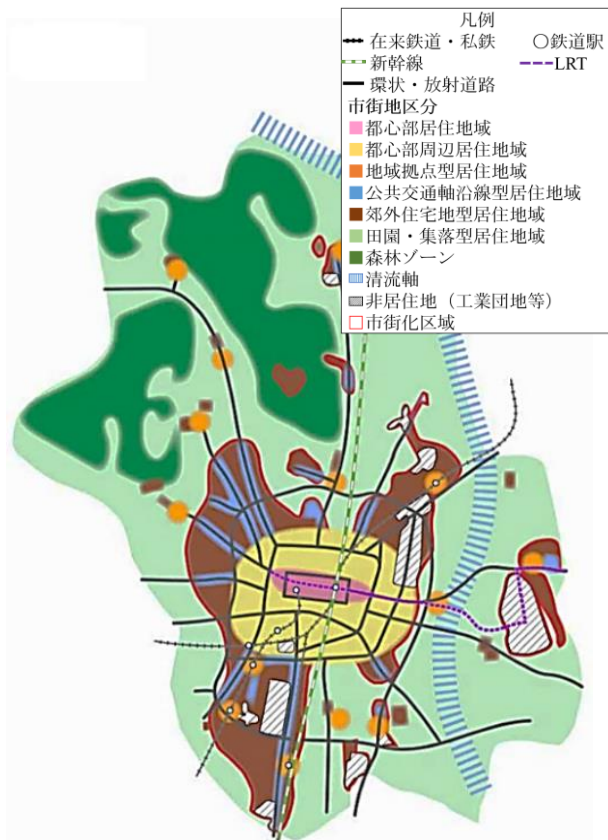 凡例
在来鉄道・私鉄 ○鉄道駅
新幹線 LRT
環状・放射道路
市街地区分
都心部居住地域
都心部周辺居住地域
地域拠点型居住地域
公共交通軸沿線型居住地域
郊外住宅地型居住地域
田園・集落型居住地域
森林ゾーン
清流軸
非居住地（工業団地等）
市街化区域